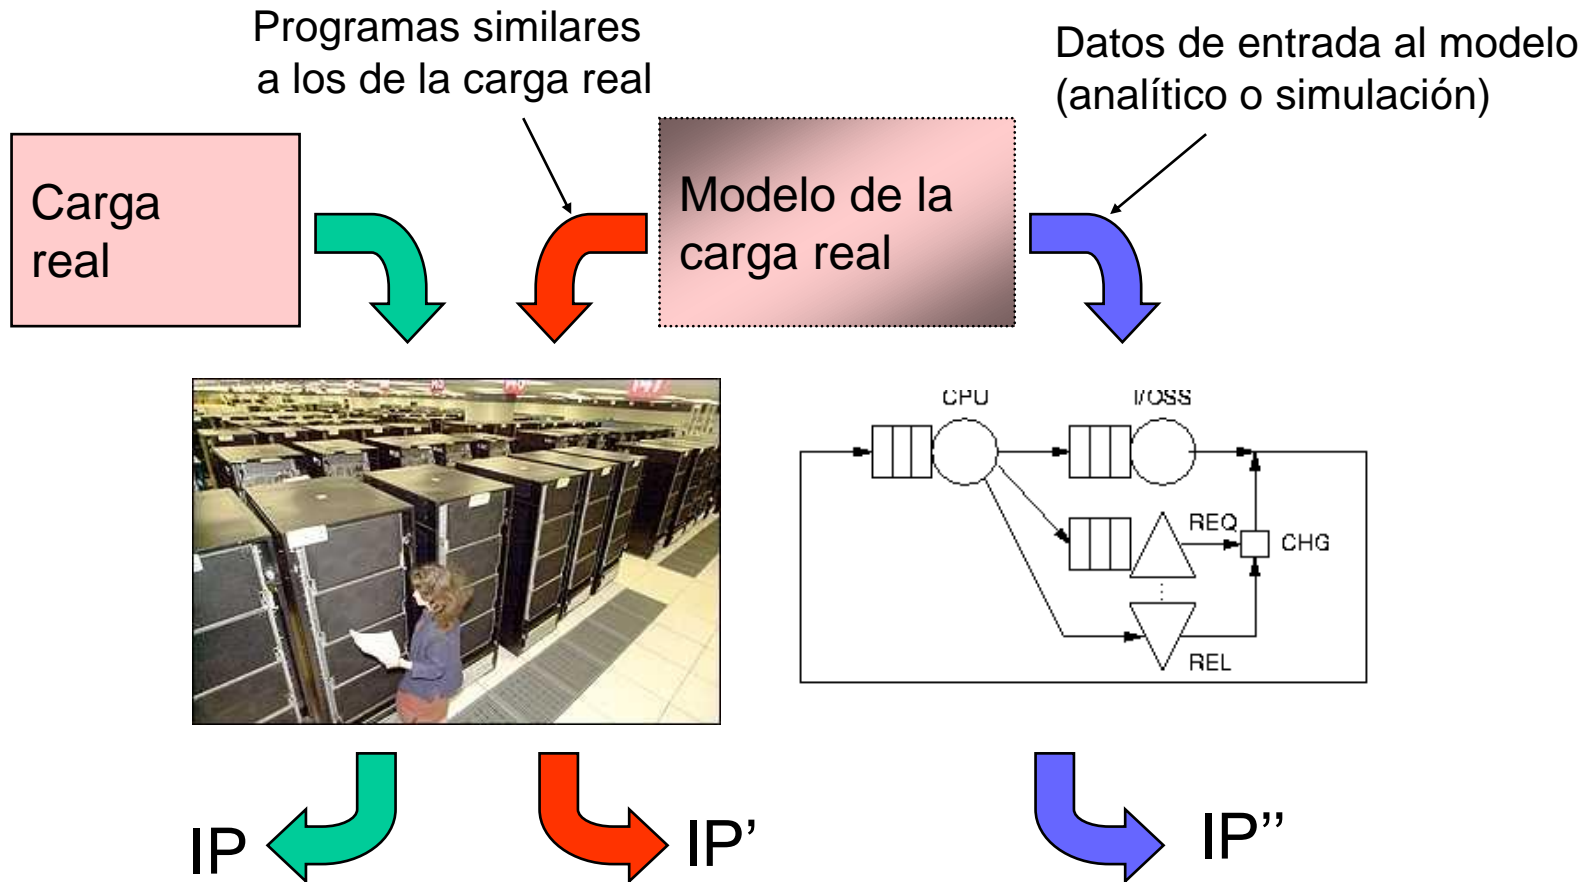 Programas similares
a los de la carga real
Datos de entrada al modelo
(analítico o simulación)
Carga
real
Modelo de la
carga real
CPU
I/OSS
REQ
CHG
REL
IP
IP’
IP’’